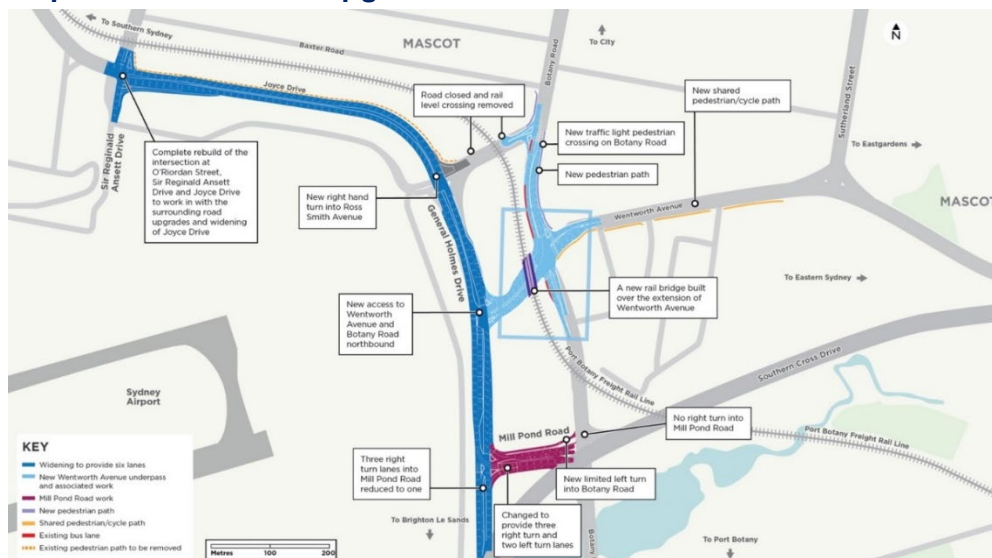 To Southern Sydney
Baxter Road
MASCOT
Botany Road
To City
N
Sutherland Street
Joyce Drive
Road closed and rail
level crossing removed
New shared
pedestrian/cycle path
New traffic light pedestrian
crossing on Botany Road
To Eastgardens
New pedestrian path
Sir Reginald
Ansett Drive
Complete rebuild of the
intersection at
O'Riordan Street,
Sir Reginald Ansett
Drive and Joyce Drive
to work in with the
surrounding road
upgrades and widening
of Joyce Drive
New right hand
turn into Ross
Smith Avenue
Wentworth Avenue
MASCOT
General Holmes Drive
To Eastern Sydney
A new rail bridge built
over the extension of
Wentworth Avenue
New access to
Wentworth
Avenue and
Botany Road
northbound
Port Botany Freight Rail Line
Southern Cross Drive
Sydney
Airport
No right turn into
Mill Pond Road
Mill Pond Road
Port Botany Freight Rail Line
KEY
Widening to provide six lanes
New Wentworth Avenue underpass
and associated work
Mill Pond Road work
New pedestrian path
Shared pedestrian/cycle path
Existing bus lane
Existing pedestrian path to be removed
Three right
turn lanes into
Mill Pond Road
reduced to one
New limited left turn
into Botany Road
Changed to
provide three
right turn and
two left turn lanes
To Brighton Le Sands
To Port Botany
0 100 200
Metres